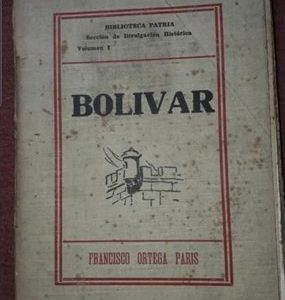 BIBLIOTECA PATRIA
Sección de Divulgación Histórica
Volumen I
BOLIVAR
FRANCISCO ORTEGA PARIS